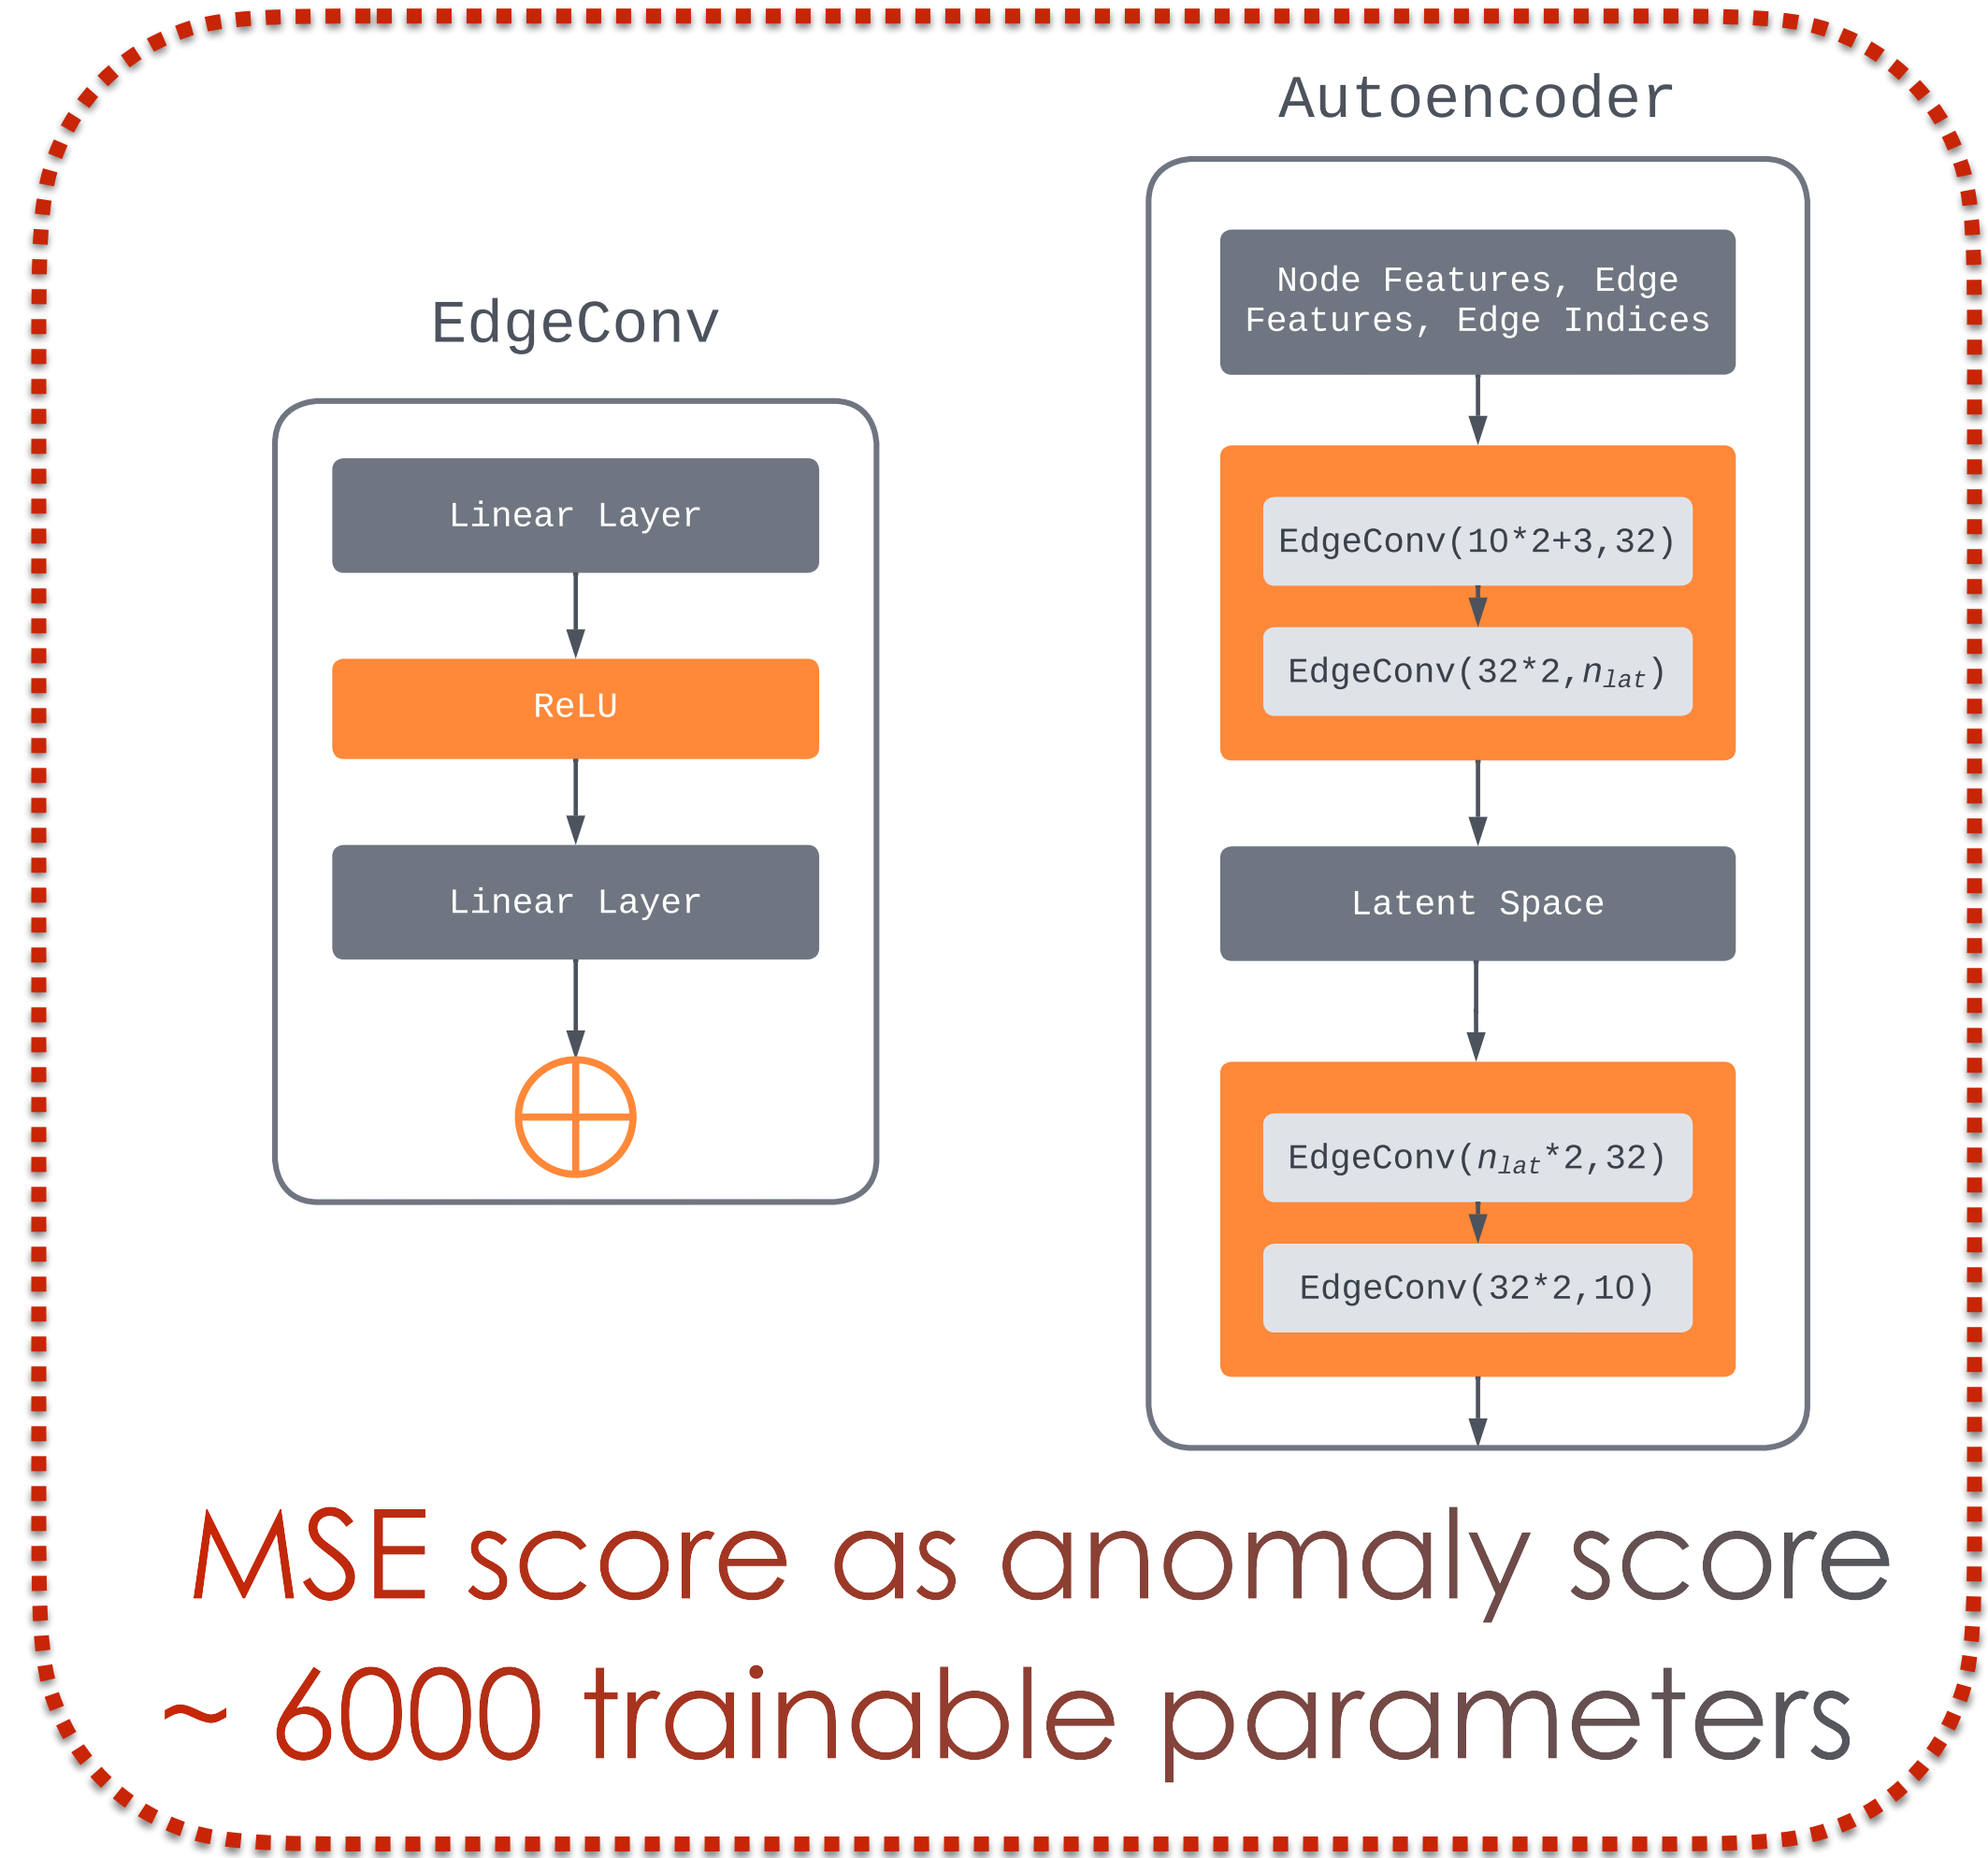 EdgeConv
Linear Layer
ReLU
Linear Layer
Autoencoder
Node Features, Edge
Features, Edge Indices
EdgeConv(10*2+3,32)
EdgeConv(32*2,n_lat)
Latent Space
EdgeConv(n_lat*2,32)
EdgeConv(32*2,10)
MSE score as anomaly score
~ 6000 trainable parameters